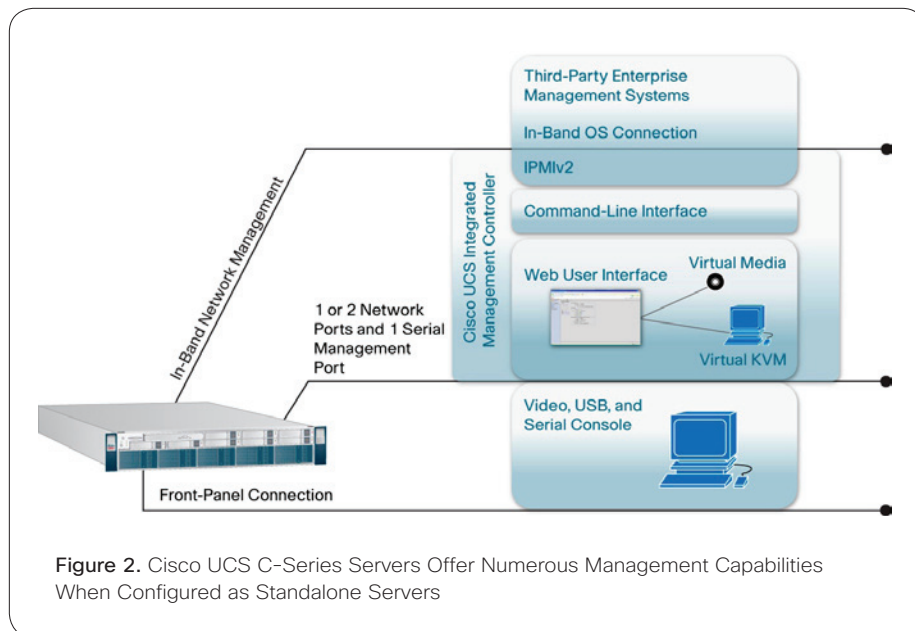 Third-Party Enterprise
Management Systems
In-Band OS Connection
IPMIv2
Cisco UCS Integrated
Management Controller
Command-Line Interface
Web User Interface
Virtual Media
Virtual KVM
In-Band Network Management
1 or 2 Network
Ports and 1 Serial
Management
Port
Video, USB, and
Serial Console
Front-Panel Connection
Figure 2. Cisco UCS C-Series Servers Offer Numerous Management Capabilities
When Configured as Standalone Servers